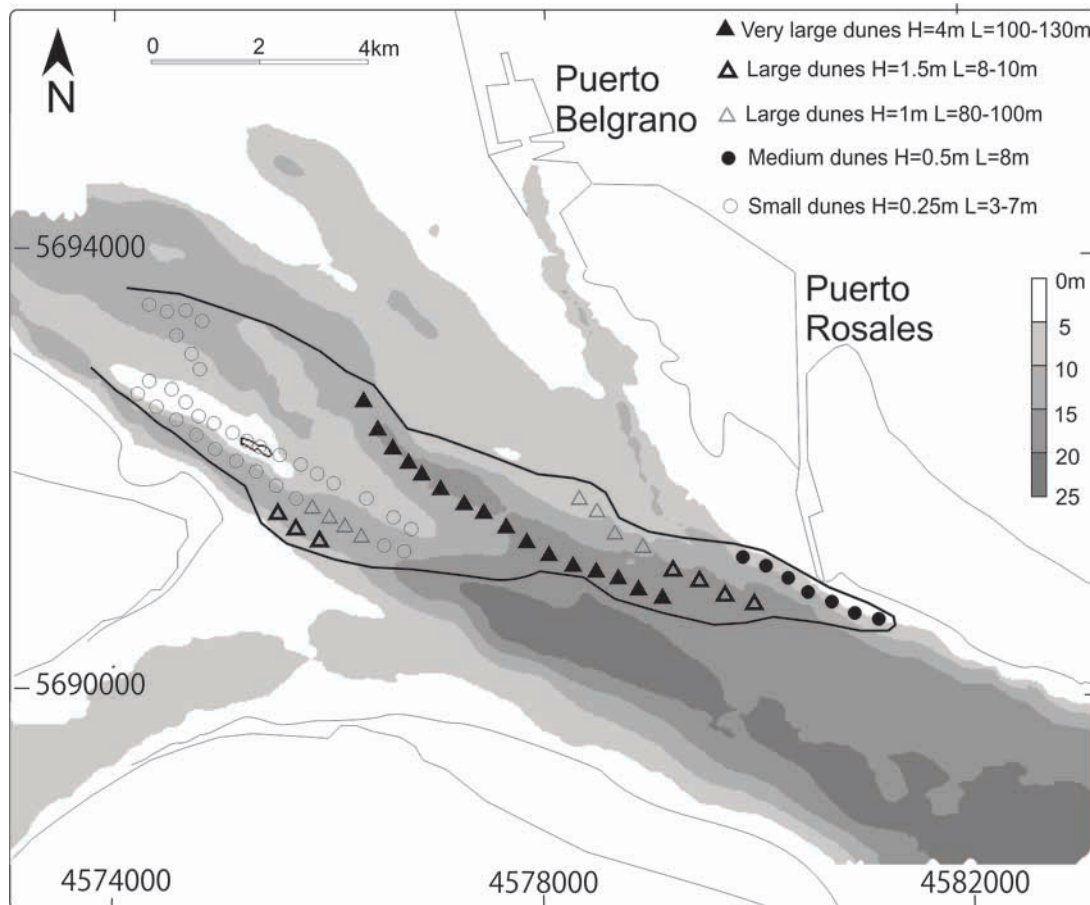 0 2 4km
N
Puerto
Belgrano
Very large dunes H=4m L=100-130m
Large dunes H=1.5m L=8-10m
Large dunes H=1m L=80-100m
Medium dunes H=0.5m L=8m
Small dunes H=0.25m L=3-7m
5694000
Puerto
Rosales
0m
5
10
15
20
25
5690000
4574000 4578000 4582000